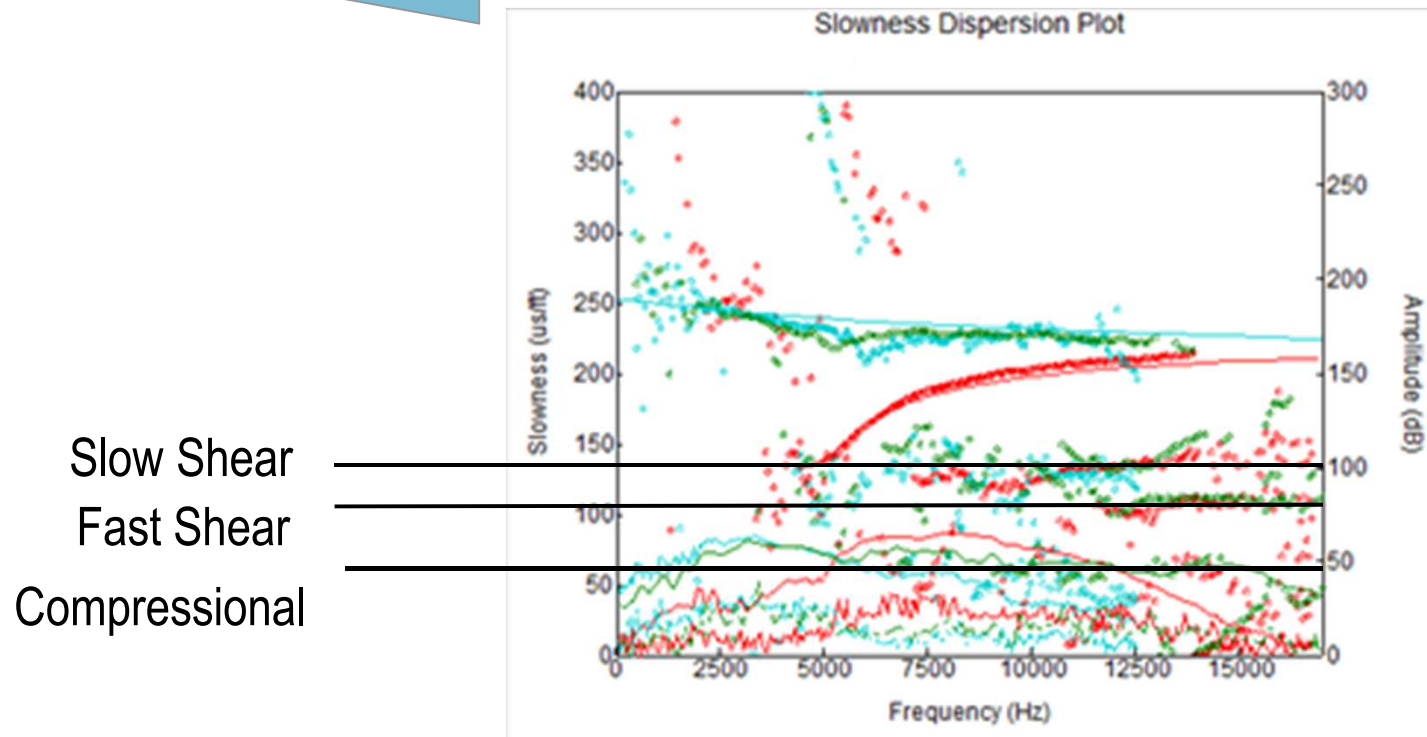 Slowness Dispersion Plot
400
350
300
250
200
150
100
50
0
300
250
200
150
100
50
0
Slowness (us/ft)
Amplitude (dB)
Slow Shear
Fast Shear
Compressional
0 2500 5000 7500 10000 12500 15000
Frequency (Hz)